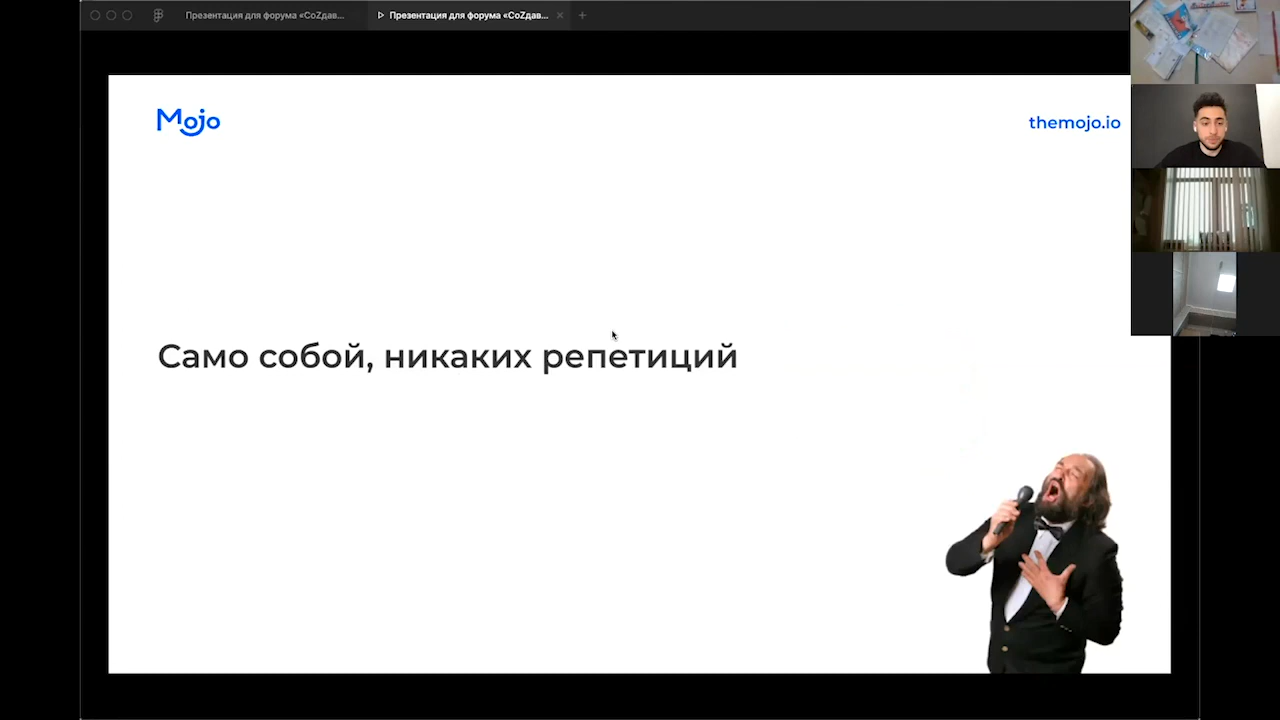 Презентация для форума «CoZдав...
Презентация для форума «CoZдав...
Mojo
themojo.io
Само собой, никаких репетиций